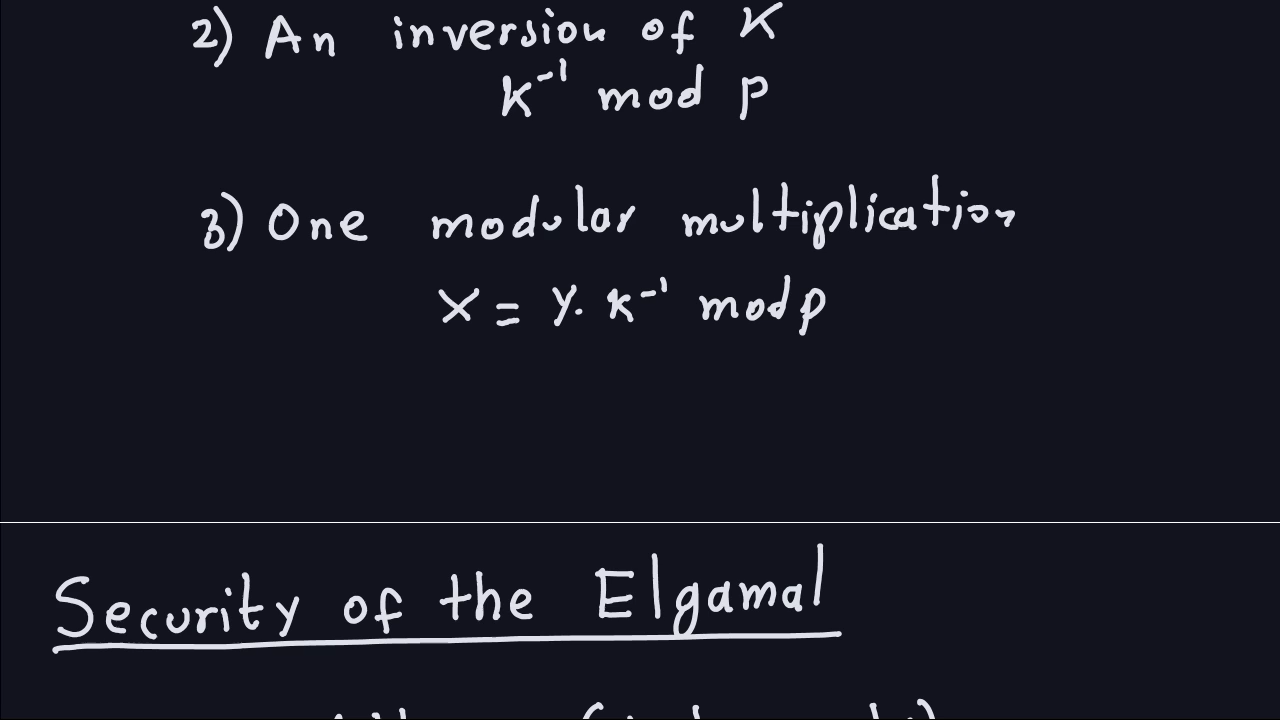 2) An inversion of K
K⁻¹ mod p
3) One modular multiplication
X = y. k⁻¹ mod p
Security of the Elgamal